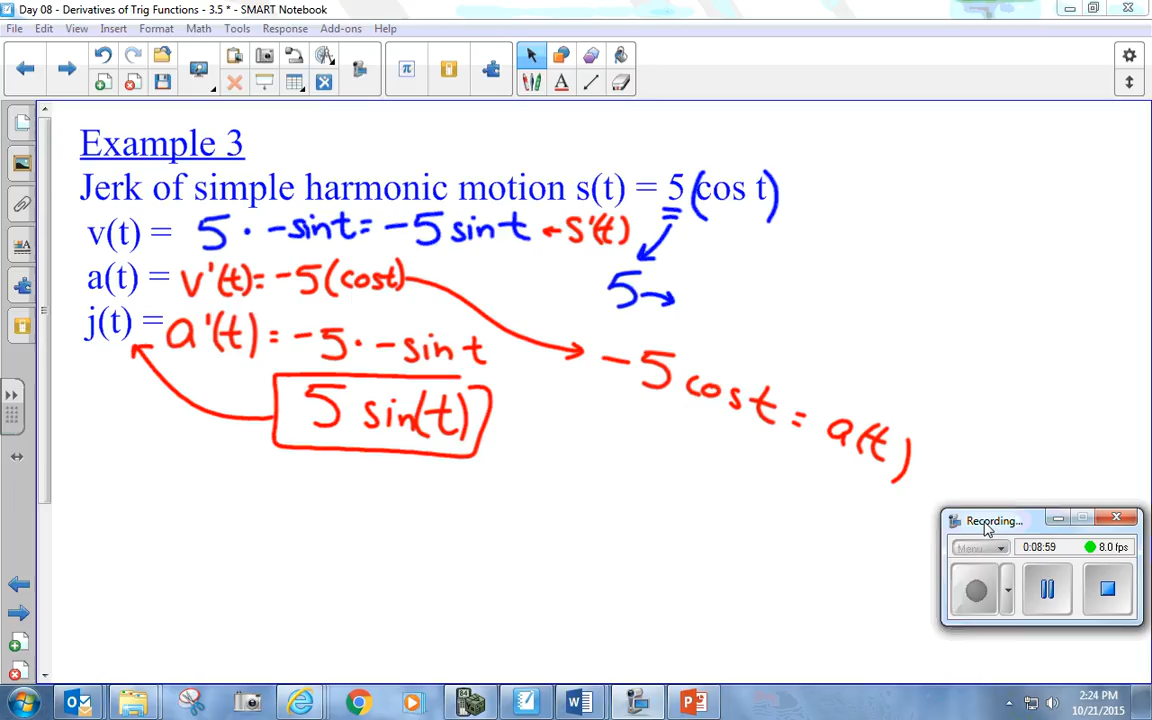 Day 08 - Derivatives of Trig Functions - 3.5 * - SMART Notebook
File Edit View Insert Format Math Tools Response Add-ons Help
Example 3
Jerk of simple harmonic motion s(t) = 5(cos t)
v(t) = 5 · -sint = -5 sint ← s'(t)
a(t) = v'(t) = -5(cost)
5 →
j(t) = a'(t) = -5 · -sin t
-5 cost = a(t)
5 sin(t)
Recording...
Menu 0:08:59 8.0 fps
2:24 PM
10/21/2015